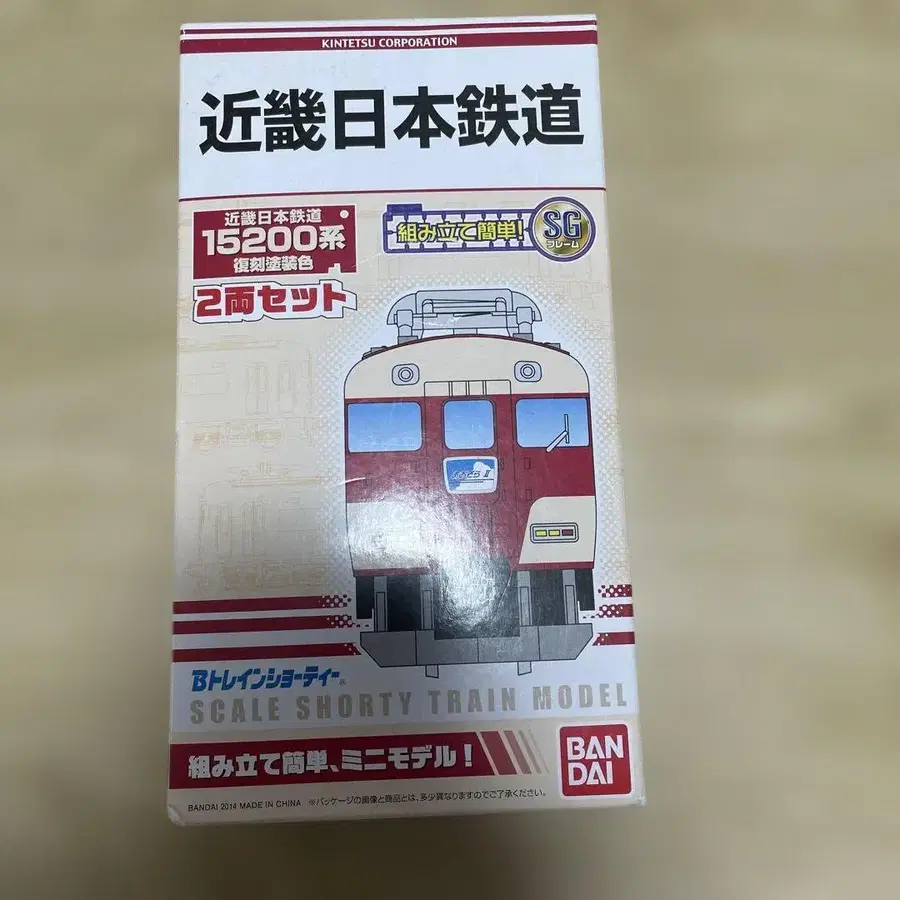 KINTETSU CORPORATION
近畿日本鉄道
近畿日本鉄道
15200系
復刻塗装色
2両セット
組み立て簡単!
SG
フレーム
Bトレインショーティー
SCALE SHORTY TRAIN MODEL
組み立て簡単、ミニモデル!
BAN
DAI
BANDAI 2014 MADE IN CHINA ※パッケージの画像と商品とは、多少異なりますのでご了承ください。